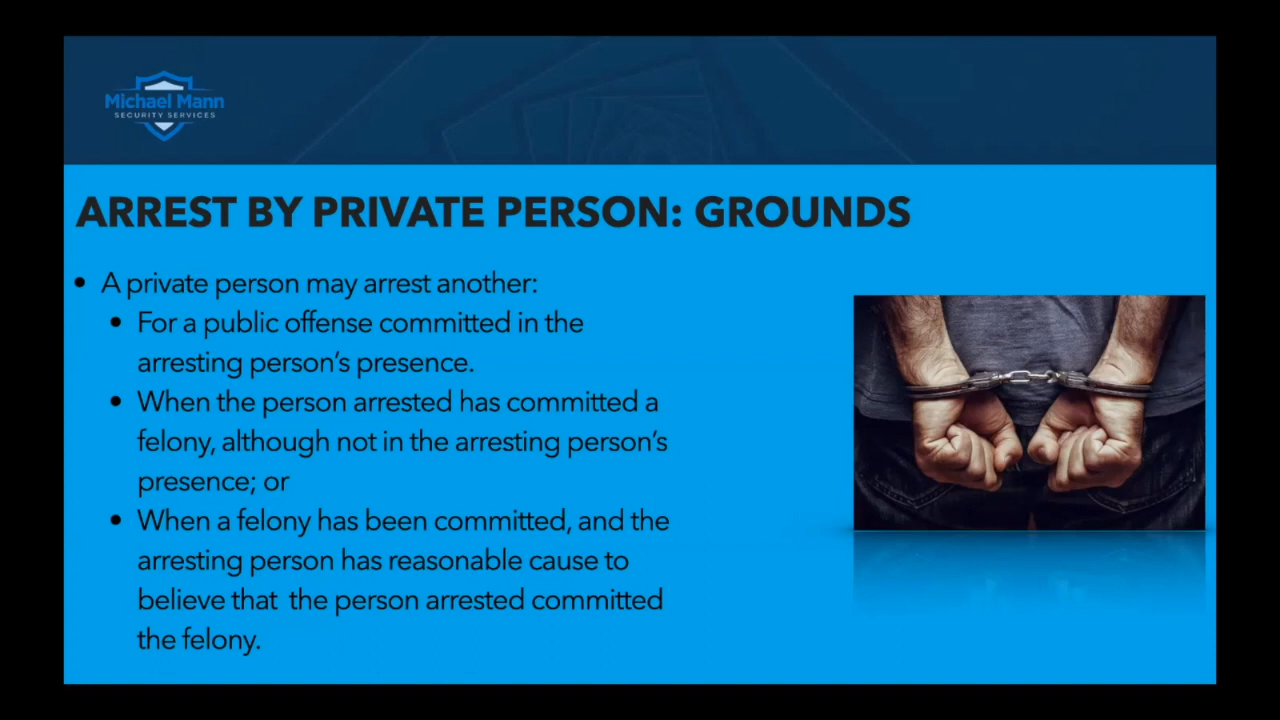 Michael Mann
SECURITY SERVICES
ARREST BY PRIVATE PERSON: GROUNDS
• A private person may arrest another:
• For a public offense committed in the
arresting person's presence.
• When the person arrested has committed a
felony, although not in the arresting person's
presence; or
• When a felony has been committed, and the
arresting person has reasonable cause to
believe that  the person arrested committed
the felony.